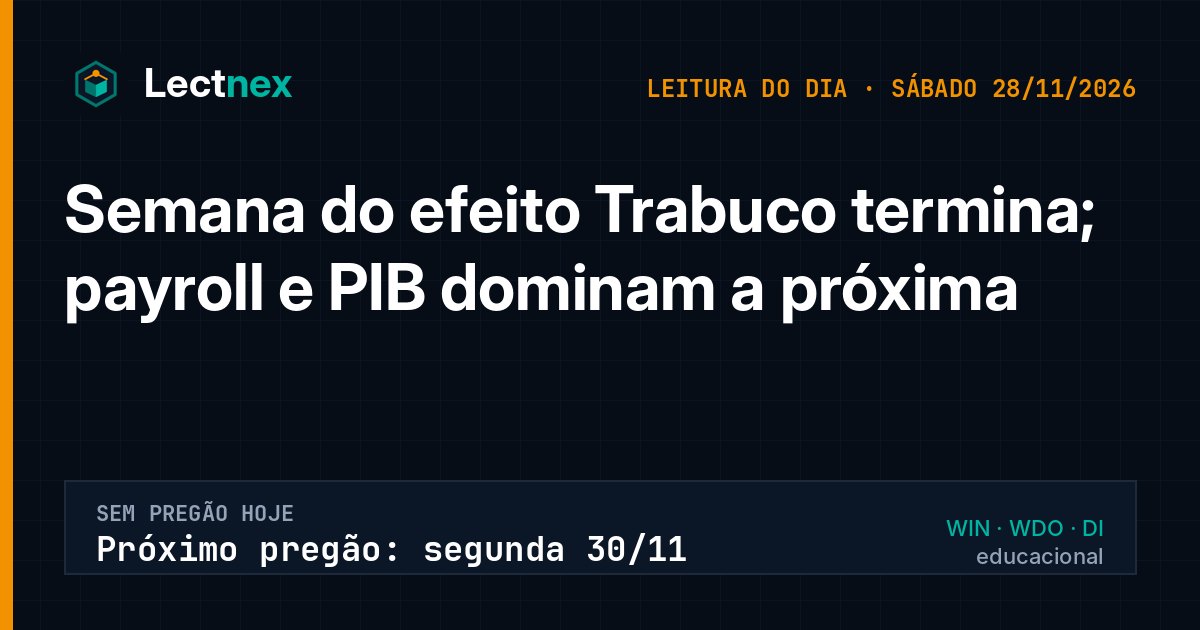 Lectnex
LEITURA DO DIA · SÁBADO 28/11/2026
Semana do efeito Trabuco termina;
payroll e PIB dominam a próxima
SEM PREGÃO HOJE
Próximo pregão: segunda 30/11
WIN · WDO · DI
educacional